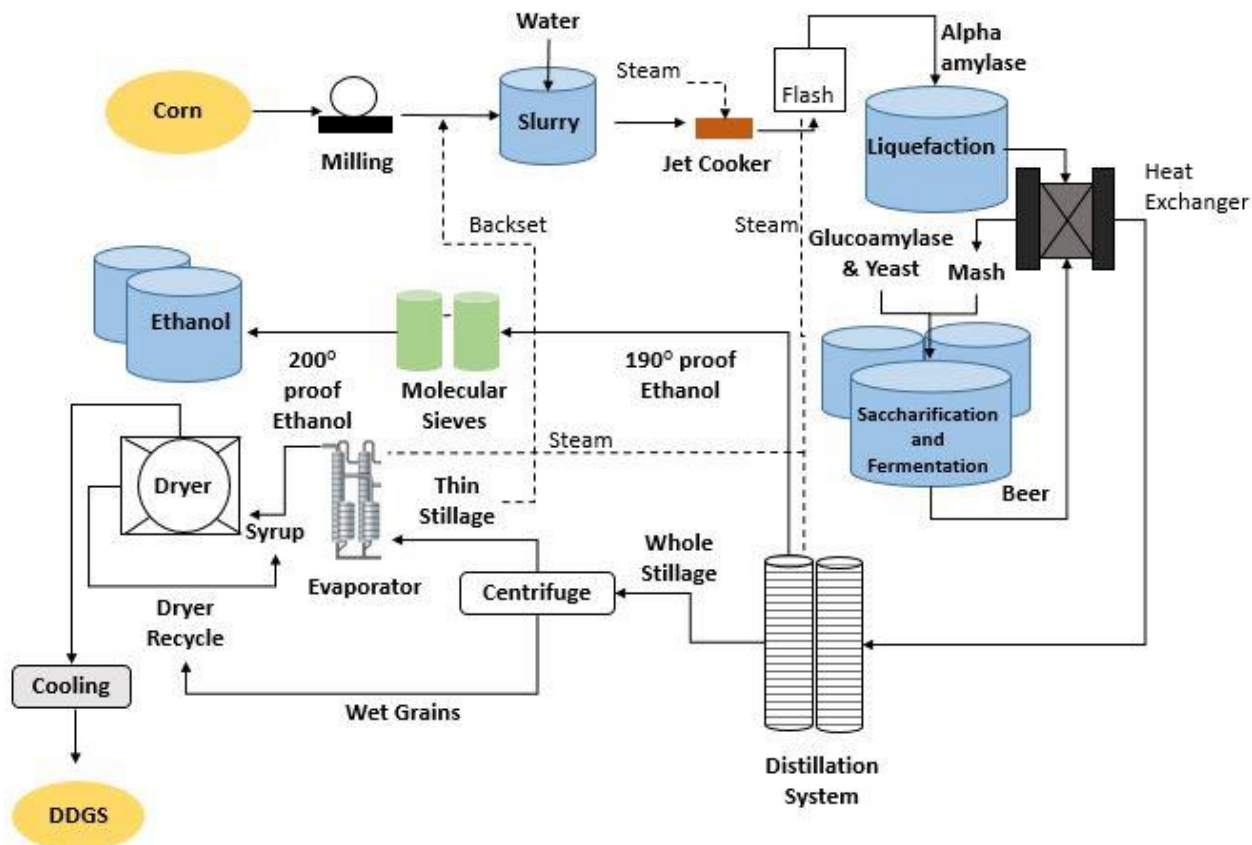 Water
Corn
Milling
Slurry
Steam
Jet Cooker
Flash
Alpha
amylase
Liquefaction
Heat
Exchanger
Backset
Steam
Glucoamylase
& Yeast
Mash
Ethanol
200⁰
proof
Ethanol
Molecular
Sieves
190⁰ proof
Ethanol
Saccharification
and
Fermentation
Beer
Steam
Dryer
Syrup
Thin
Stillage
Evaporator
Whole
Stillage
Centrifuge
Dryer
Recycle
Cooling
Wet Grains
Distillation
System
DDGS